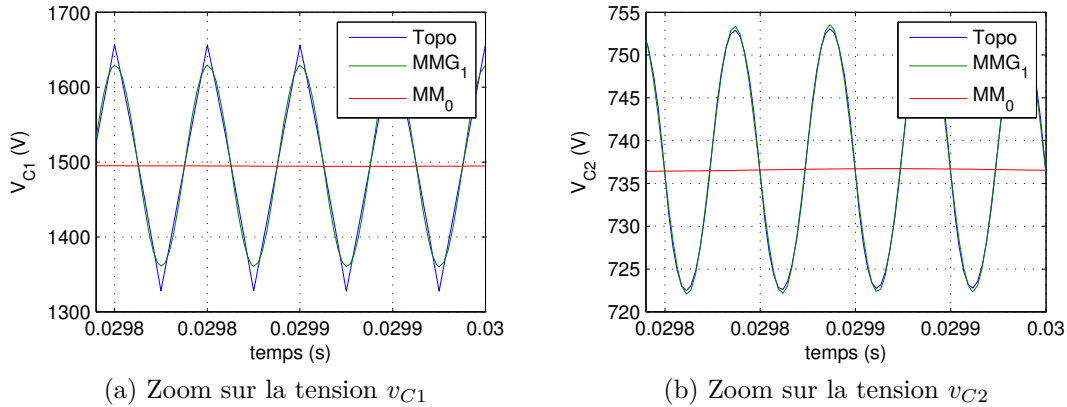 1700
1600
1500
1400
1300
V_C1 (V)
0.0298
0.0298
0.0299
0.0299
0.03
temps (s)
Topo
MMG_1
MM_0
(a) Zoom sur la tension v_C1
755
750
745
740
735
730
725
720
V_C2 (V)
0.0298
0.0298
0.0299
0.0299
0.03
temps (s)
Topo
MMG_1
MM_0
(b) Zoom sur la tension v_C2